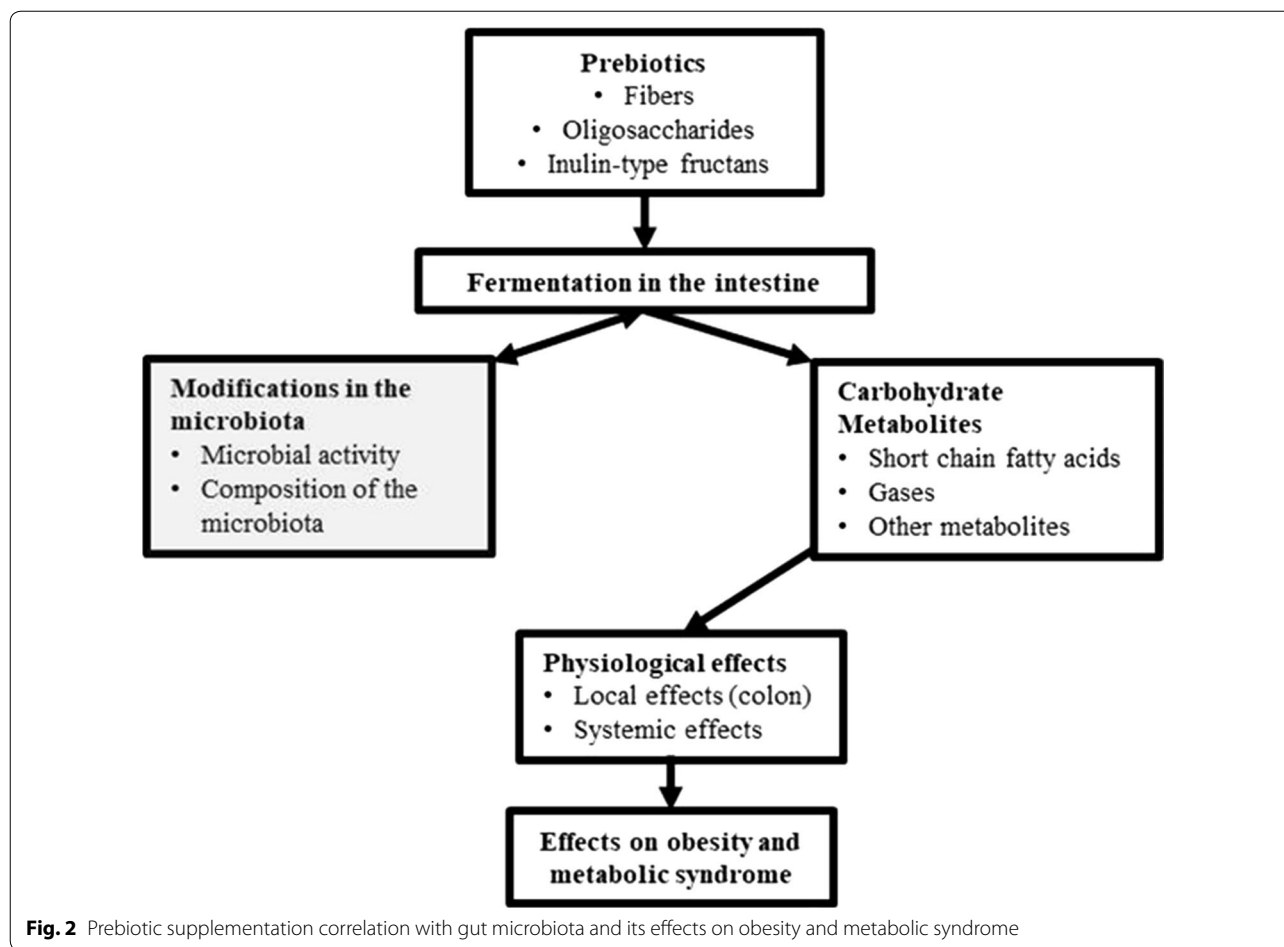 Prebiotics
• Fibers
• Oligosaccharides
• Inulin-type fructans
Fermentation in the intestine
Modifications in the
microbiota
• Microbial activity
• Composition of the
microbiota
Carbohydrate
Metabolites
• Short chain fatty acids
• Gases
• Other metabolites
Physiological effects
• Local effects (colon)
• Systemic effects
Effects on obesity and
metabolic syndrome
Fig. 2 Prebiotic supplementation correlation with gut microbiota and its effects on obesity and metabolic syndrome